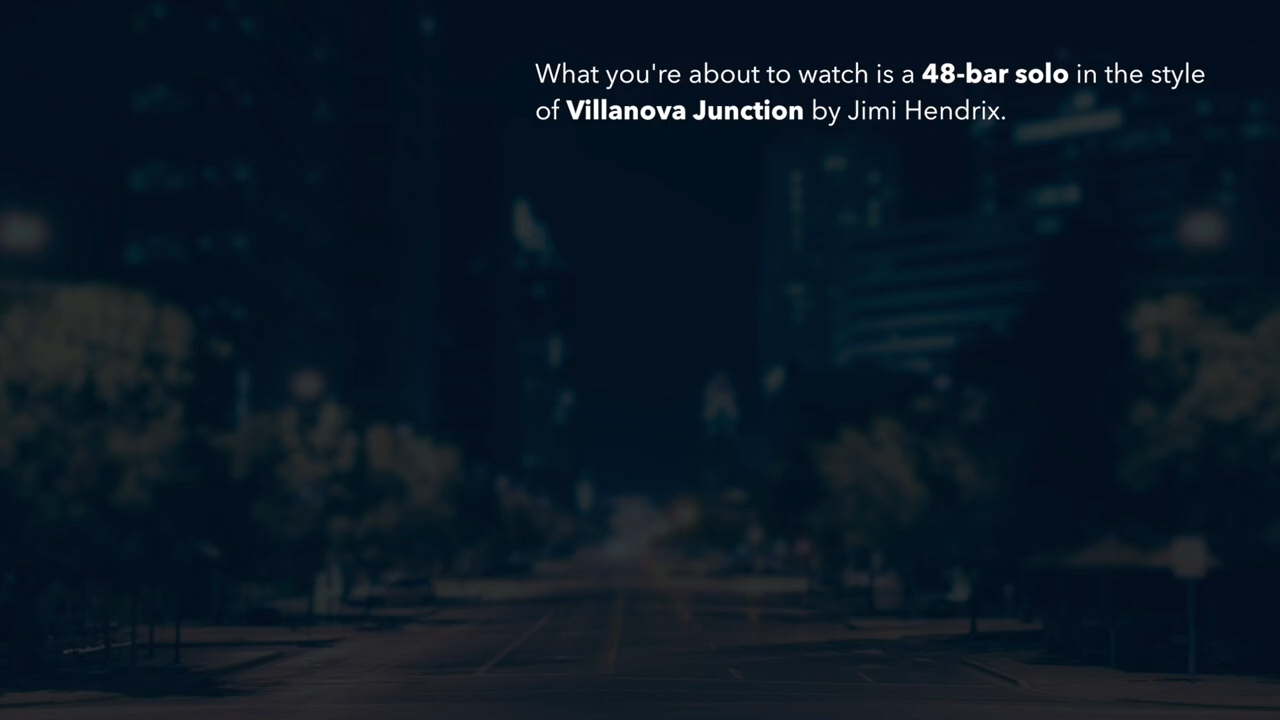 What you're about to watch is a 48-bar solo in the style
of Villanova Junction by Jimi Hendrix.